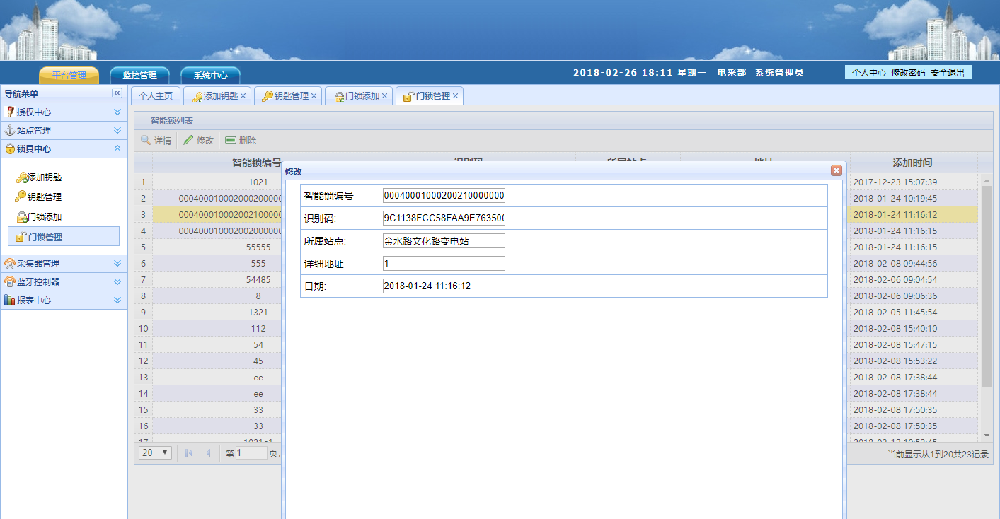 平台管理 监控管理 系统中心 2018-02-26 18:11 星期一 电采部 系统管理员 个人中心 修改密码 安全退出
导航菜单
授权中心
站点管理
锁具中心
添加钥匙
钥匙管理
门锁添加
门锁管理
采集器管理
蓝牙控制器
报表中心
个人主页 添加钥匙 钥匙管理 门锁添加 门锁管理
智能锁列表
详情 修改 删除
智能锁编号 识别码 所属站点 地址 添加时间
1 1021 2017-12-23 15:07:39
2 000400010002000200000 2018-01-24 10:19:45
3 000400010002002100000 2018-01-24 11:16:12
4 000400010002002000000 2018-01-24 11:16:15
5 55555 2018-01-24 11:16:15
6 555 2018-02-08 09:44:56
7 54485 2018-02-06 09:04:54
8 8 2018-02-06 09:06:36
9 1321 2018-02-05 11:45:54
10 112 2018-02-08 15:40:10
11 54 2018-02-08 15:47:15
12 45 2018-02-08 15:53:22
13 ee 2018-02-08 17:38:44
14 ee 2018-02-08 17:38:44
15 33 2018-02-08 17:50:35
16 33 2018-02-08 17:50:35
17
20 第 1 页, 当前显示从1到20共23记录
修改
智能锁编号: 00040001000200210000000
识别码: 9C1138FCC58FAA9E763500
所属站点: 金水路文化路变电站
详细地址: 1
日期: 2018-01-24 11:16:12